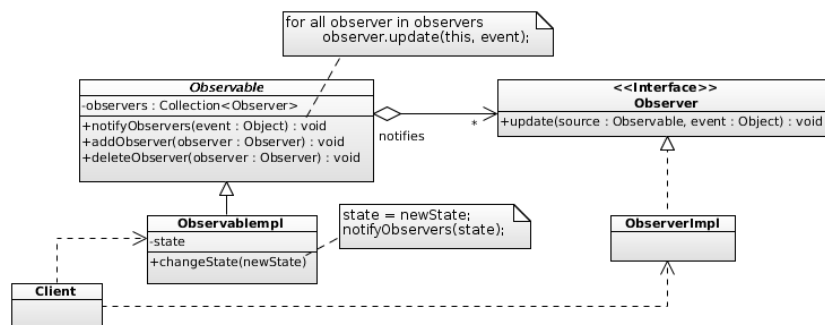 for all observer in observers
observer.update(this, event);
Observable
-observers : Collection<Observer>
+notifyObservers(event : Object) : void
+addObserver(observer : Observer) : void
+deleteObserver(observer : Observer) : void
notifies
*
<<Interface>>
Observer
+update(source : Observable, event : Object) : void
ObservableImpl
-state
+changeState(newState)
state = newState;
notifyObservers(state);
ObserverImpl
Client